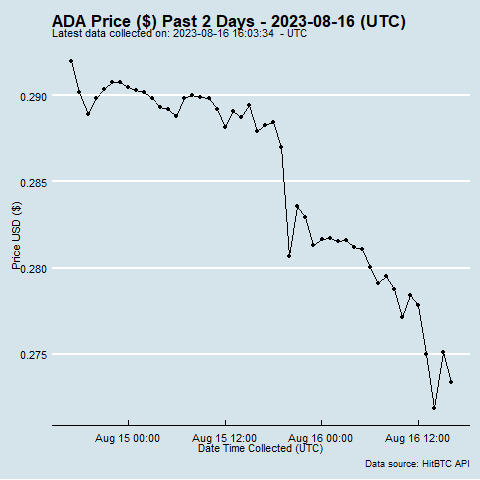 ADA Price ($) Past 2 Days - 2023-08-16 (UTC)
Latest data collected on: 2023-08-16 16:03:34 - UTC
0.290
0.285
0.280
0.275
Price USD ($)
Aug 15 00:00 Aug 15 12:00 Aug 16 00:00 Aug 16 12:00
Date Time Collected (UTC)
Data source: HitBTC API